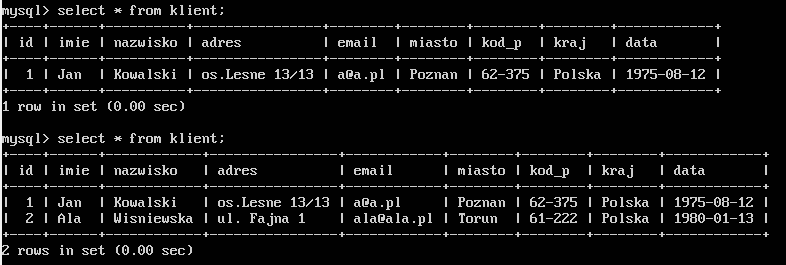 mysql> select * from klient;
+----+------+----------+----------------+--------+--------+--------+--------+------------+
| id | imie | nazwisko | adres          | email  | miasto | kod_p  | kraj   | data       |
+----+------+----------+----------------+--------+--------+--------+--------+------------+
|  1 | Jan  | Kowalski | os.Lesne 13/13 | a@a.pl | Poznan | 62-375 | Polska | 1975-08-12 |
+----+------+----------+----------------+--------+--------+--------+--------+------------+
1 row in set (0.00 sec)
mysql> select * from klient;
+----+------+------------+----------------+------------+--------+--------+--------+------------+
| id | imie | nazwisko   | adres          | email      | miasto | kod_p  | kraj   | data       |
+----+------+------------+----------------+------------+--------+--------+--------+------------+
|  1 | Jan  | Kowalski   | os.Lesne 13/13 | a@a.pl     | Poznan | 62-375 | Polska | 1975-08-12 |
|  2 | Ala  | Wisniewska | ul. Fajna 1    | ala@ala.pl | Torun  | 61-222 | Polska | 1980-01-13 |
+----+------+------------+----------------+------------+--------+--------+--------+------------+
2 rows in set (0.00 sec)